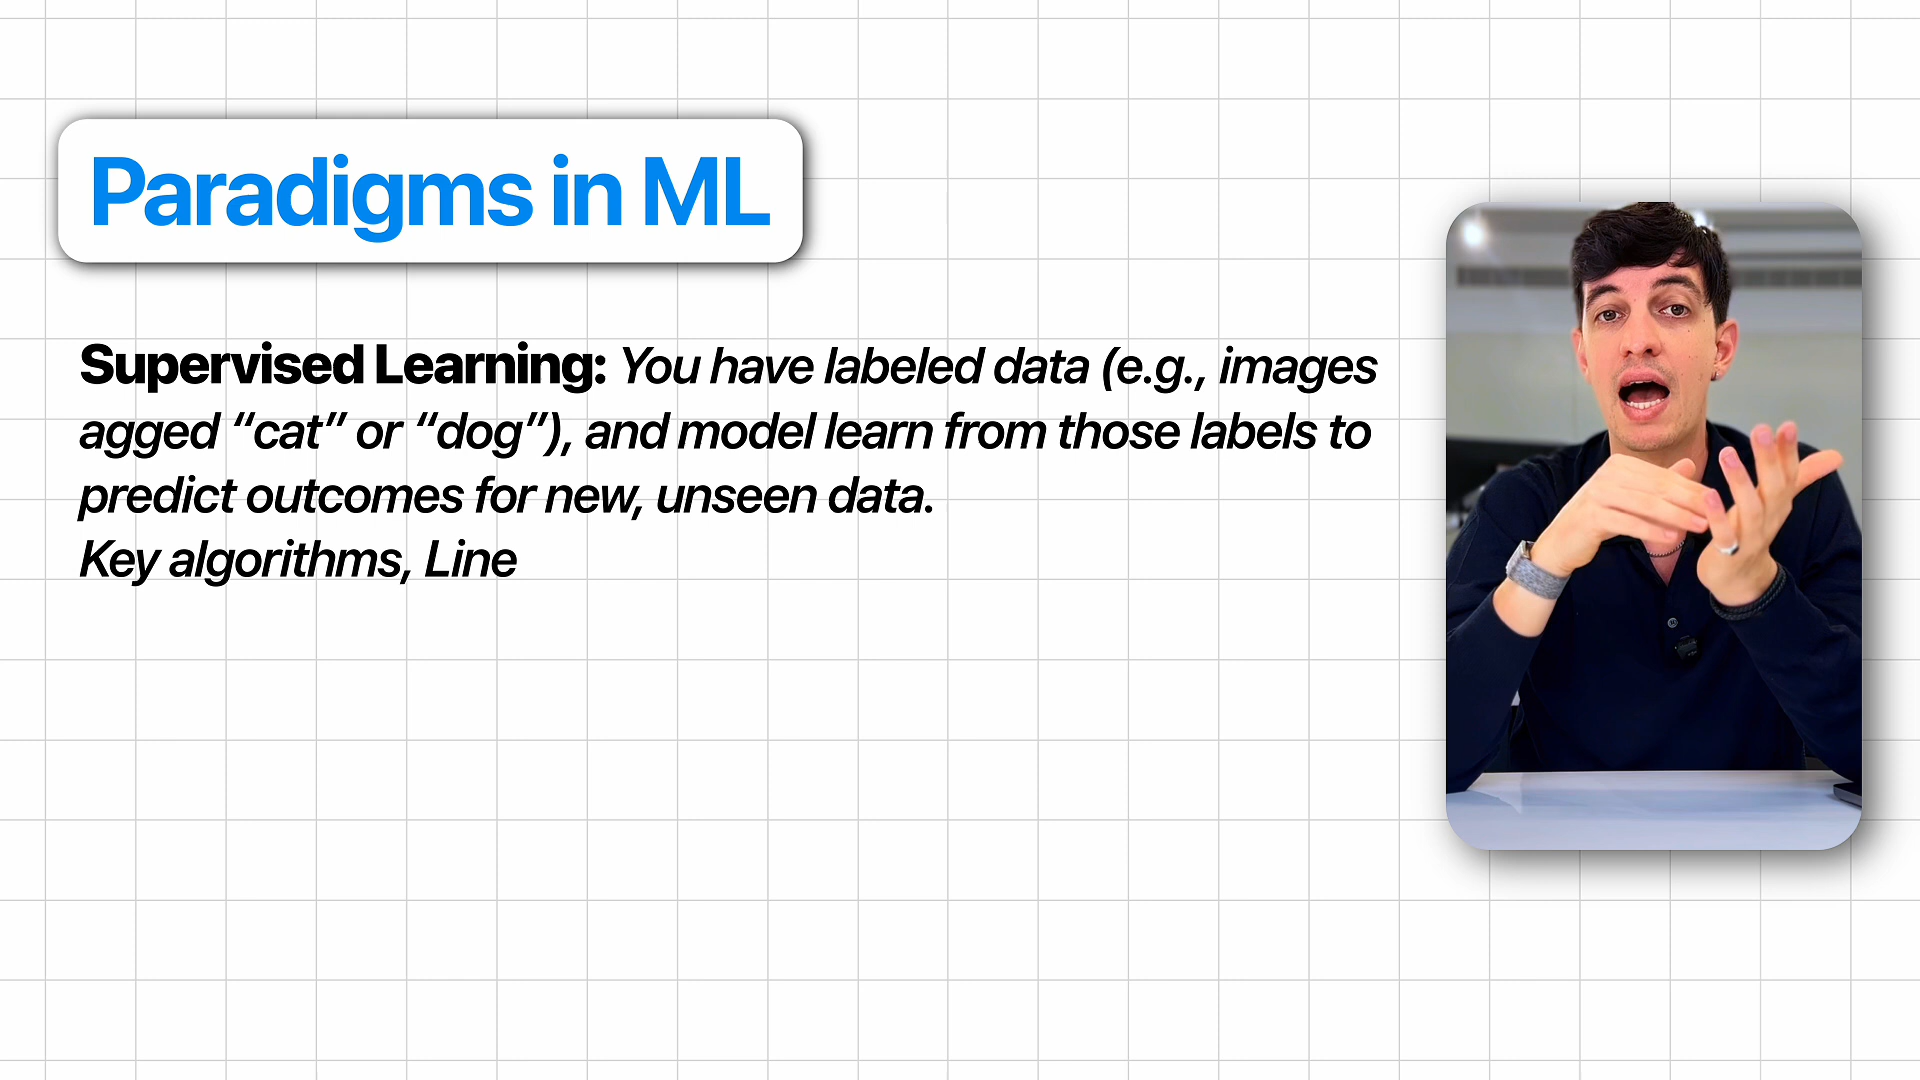 Paradigms in ML
Supervised Learning: You have labeled data (e.g., images
agged “cat” or “dog”), and model learn from those labels to
predict outcomes for new, unseen data.
Key algorithms, Line